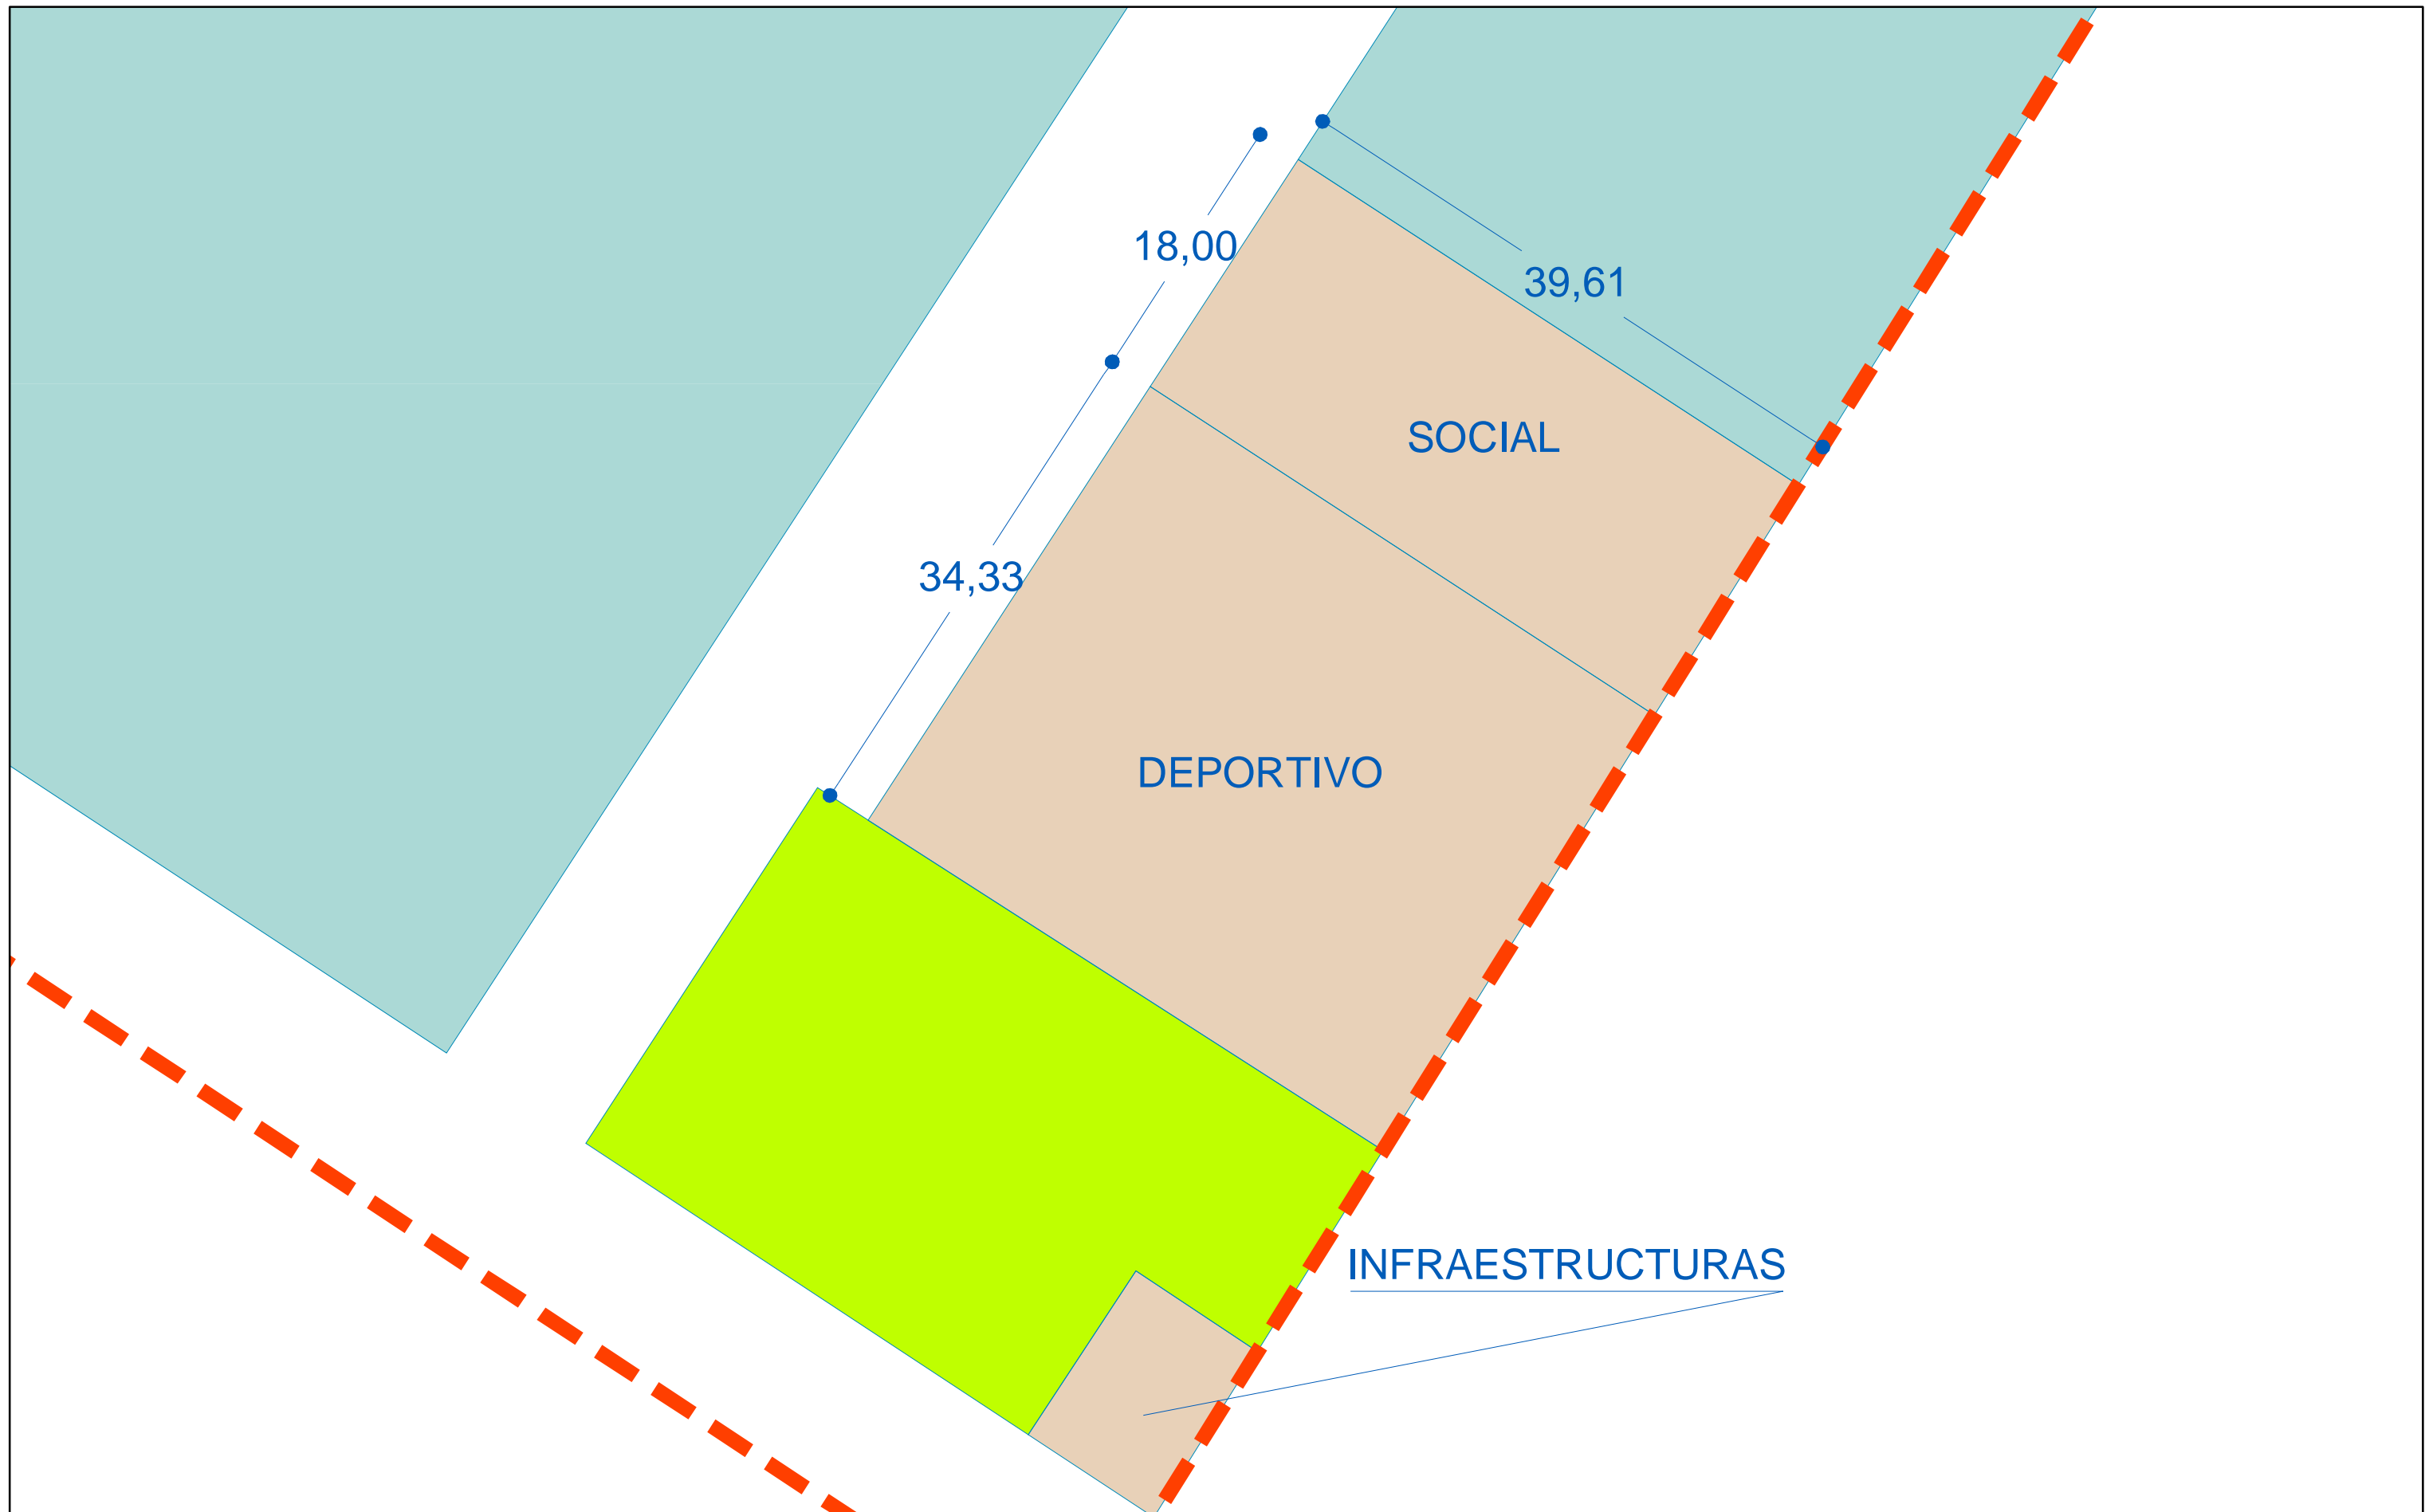 18,00
39,61
SOCIAL
34,33
DEPORTIVO
INFRAESTRUCTURAS